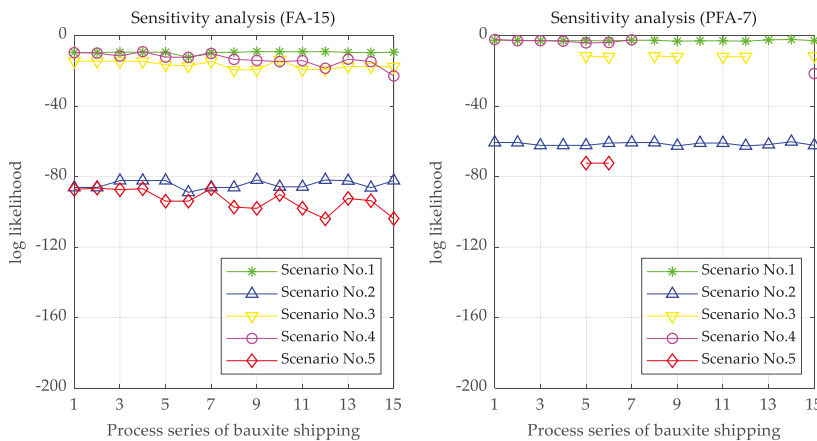 Sensitivity analysis (FA-15)
0
-40
-80
-120
-160
-200
log likelihood
Scenario No.1
Scenario No.2
Scenario No.3
Scenario No.4
Scenario No.5
1 3 5 7 9 11 13 15
Process series of bauxite shipping
Sensitivity analysis (PFA-7)
0
-40
-80
-120
-160
-200
log likelihood
Scenario No.1
Scenario No.2
Scenario No.3
Scenario No.4
Scenario No.5
1 3 5 7 9 11 13 15
Process series of bauxite shipping